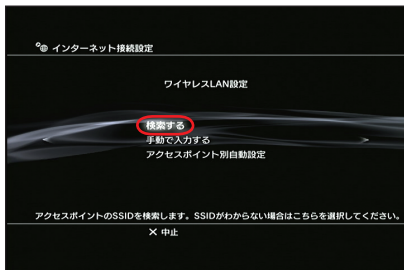 インターネット接続設定
ワイヤレスLAN設定
検索する
手動で入力する
アクセスポイント別自動設定
アクセスポイントのSSIDを検索します。SSIDがわからない場合はこちらを選択してください。
✕ 中止